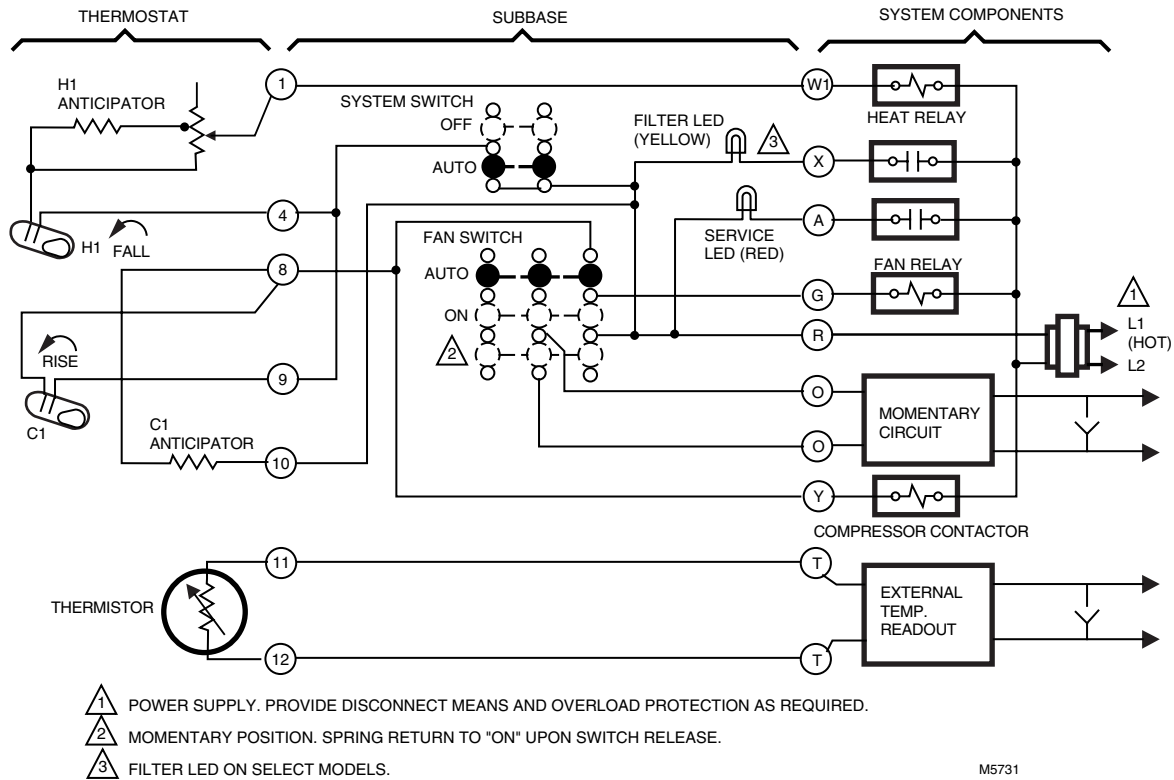 THERMOSTAT
SUBBASE
SYSTEM COMPONENTS
H1
ANTICIPATOR
1
SYSTEM SWITCH
OFF
AUTO
FILTER LED
(YELLOW)
3
W1
HEAT RELAY
X
4
H1
FALL
SERVICE
LED (RED)
A
FAN SWITCH
AUTO
ON
2
8
FAN RELAY
G
R
1
L1
(HOT)
L2
RISE
C1
9
C1
ANTICIPATOR
10
O
O
MOMENTARY
CIRCUIT
Y
COMPRESSOR CONTACTOR
THERMISTOR
11
12
T
T
EXTERNAL
TEMP.
READOUT
1 POWER SUPPLY. PROVIDE DISCONNECT MEANS AND OVERLOAD PROTECTION AS REQUIRED.
2 MOMENTARY POSITION. SPRING RETURN TO "ON" UPON SWITCH RELEASE.
3 FILTER LED ON SELECT MODELS.
M5731